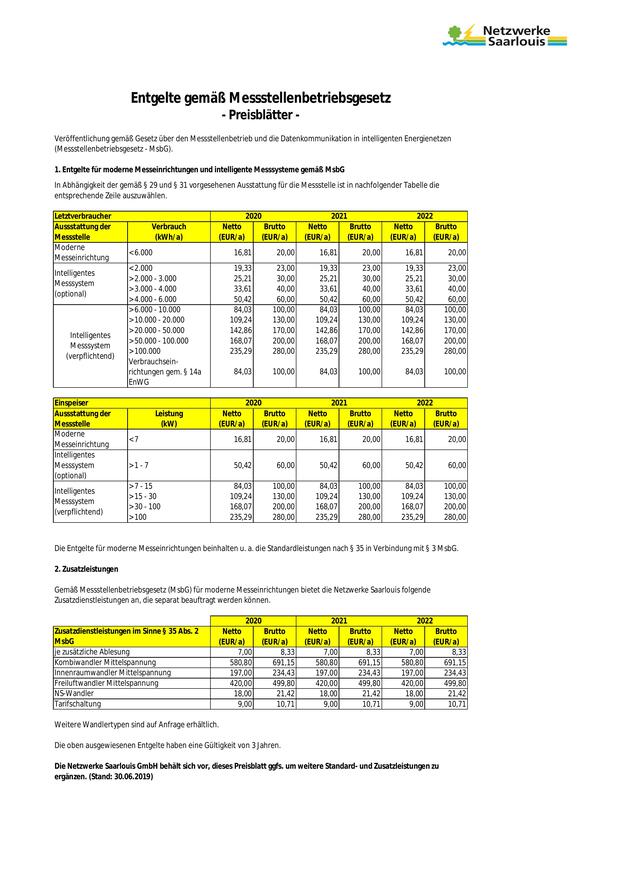 Netzwerke
Saarlouis
Entgelte gemäß Messstellenbetriebsgesetz
- Preisblätter -
Veröffentlichung gemäß Gesetz über den Messstellenbetrieb und die Datenkommunikation in intelligenten Energienetzen
(Messstellenbetriebsgesetz - MsbG).
1. Entgelte für moderne Messeinrichtungen und intelligente Messsysteme gemäß MsbG
In Abhängigkeit der gemäß § 29 und § 31 vorgesehenen Ausstattung für die Messstelle ist in nachfolgender Tabelle die
entsprechende Zeile auszuwählen.
Letztverbraucher 2020 2021 2022
Aussstattung der Verbrauch Netto Brutto Netto Brutto Netto Brutto
Messstelle (kWh/a) (EUR/a) (EUR/a) (EUR/a) (EUR/a) (EUR/a) (EUR/a)
Moderne
Messeinrichtung <6.000 16,81 20,00 16,81 20,00 16,81 20,00
Intelligentes
Messsystem
(optional)
<2.000 19,33 23,00 19,33 23,00 19,33 23,00
>2.000 - 3.000 25,21 30,00 25,21 30,00 25,21 30,00
>3.000 - 4.000 33,61 40,00 33,61 40,00 33,61 40,00
>4.000 - 6.000 50,42 60,00 50,42 60,00 50,42 60,00
Intelligentes
Messsystem
(verpflichtend)
>6.000 - 10.000 84,03 100,00 84,03 100,00 84,03 100,00
>10.000 - 20.000 109,24 130,00 109,24 130,00 109,24 130,00
>20.000 - 50.000 142,86 170,00 142,86 170,00 142,86 170,00
>50.000 - 100.000 168,07 200,00 168,07 200,00 168,07 200,00
>100.000 235,29 280,00 235,29 280,00 235,29 280,00
Verbrauchsein-
richtungen gem. § 14a 84,03 100,00 84,03 100,00 84,03 100,00
EnWG
Einspeiser 2020 2021 2022
Aussstattung der Leistung Netto Brutto Netto Brutto Netto Brutto
Messstelle (kW) (EUR/a) (EUR/a) (EUR/a) (EUR/a) (EUR/a) (EUR/a)
Moderne
Messeinrichtung <7 16,81 20,00 16,81 20,00 16,81 20,00
Intelligentes
Messsystem >1 - 7 50,42 60,00 50,42 60,00 50,42 60,00
(optional)
Intelligentes
Messsystem
(verpflichtend)
>7 - 15 84,03 100,00 84,03 100,00 84,03 100,00
>15 - 30 109,24 130,00 109,24 130,00 109,24 130,00
>30 - 100 168,07 200,00 168,07 200,00 168,07 200,00
>100 235,29 280,00 235,29 280,00 235,29 280,00
Die Entgelte für moderne Messeinrichtungen beinhalten u. a. die Standardleistungen nach § 35 in Verbindung mit § 3 MsbG.
2. Zusatzleistungen
Gemäß Messstellenbetriebsgesetz (MsbG) für moderne Messeinrichtungen bietet die Netzwerke Saarlouis folgende
Zusatzdienstleistungen an, die separat beauftragt werden können.
2020 2021 2022
Zusatzdienstleistungen im Sinne § 35 Abs. 2 Netto Brutto Netto Brutto Netto Brutto
MsbG (EUR/a) (EUR/a) (EUR/a) (EUR/a) (EUR/a) (EUR/a)
je zusätzliche Ablesung 7,00 8,33 7,00 8,33 7,00 8,33
Kombiwandler Mittelspannung 580,80 691,15 580,80 691,15 580,80 691,15
Innenraumwandler Mittelspannung 197,00 234,43 197,00 234,43 197,00 234,43
Freiluftwandler Mittelspannung 420,00 499,80 420,00 499,80 420,00 499,80
NS-Wandler 18,00 21,42 18,00 21,42 18,00 21,42
Tarifschaltung 9,00 10,71 9,00 10,71 9,00 10,71
Weitere Wandlertypen sind auf Anfrage erhältlich.
Die oben ausgewiesenen Entgelte haben eine Gültigkeit von 3 Jahren.
Die Netzwerke Saarlouis GmbH behält sich vor, dieses Preisblatt ggfs. um weitere Standard- und Zusatzleistungen zu
ergänzen. (Stand: 30.06.2019)